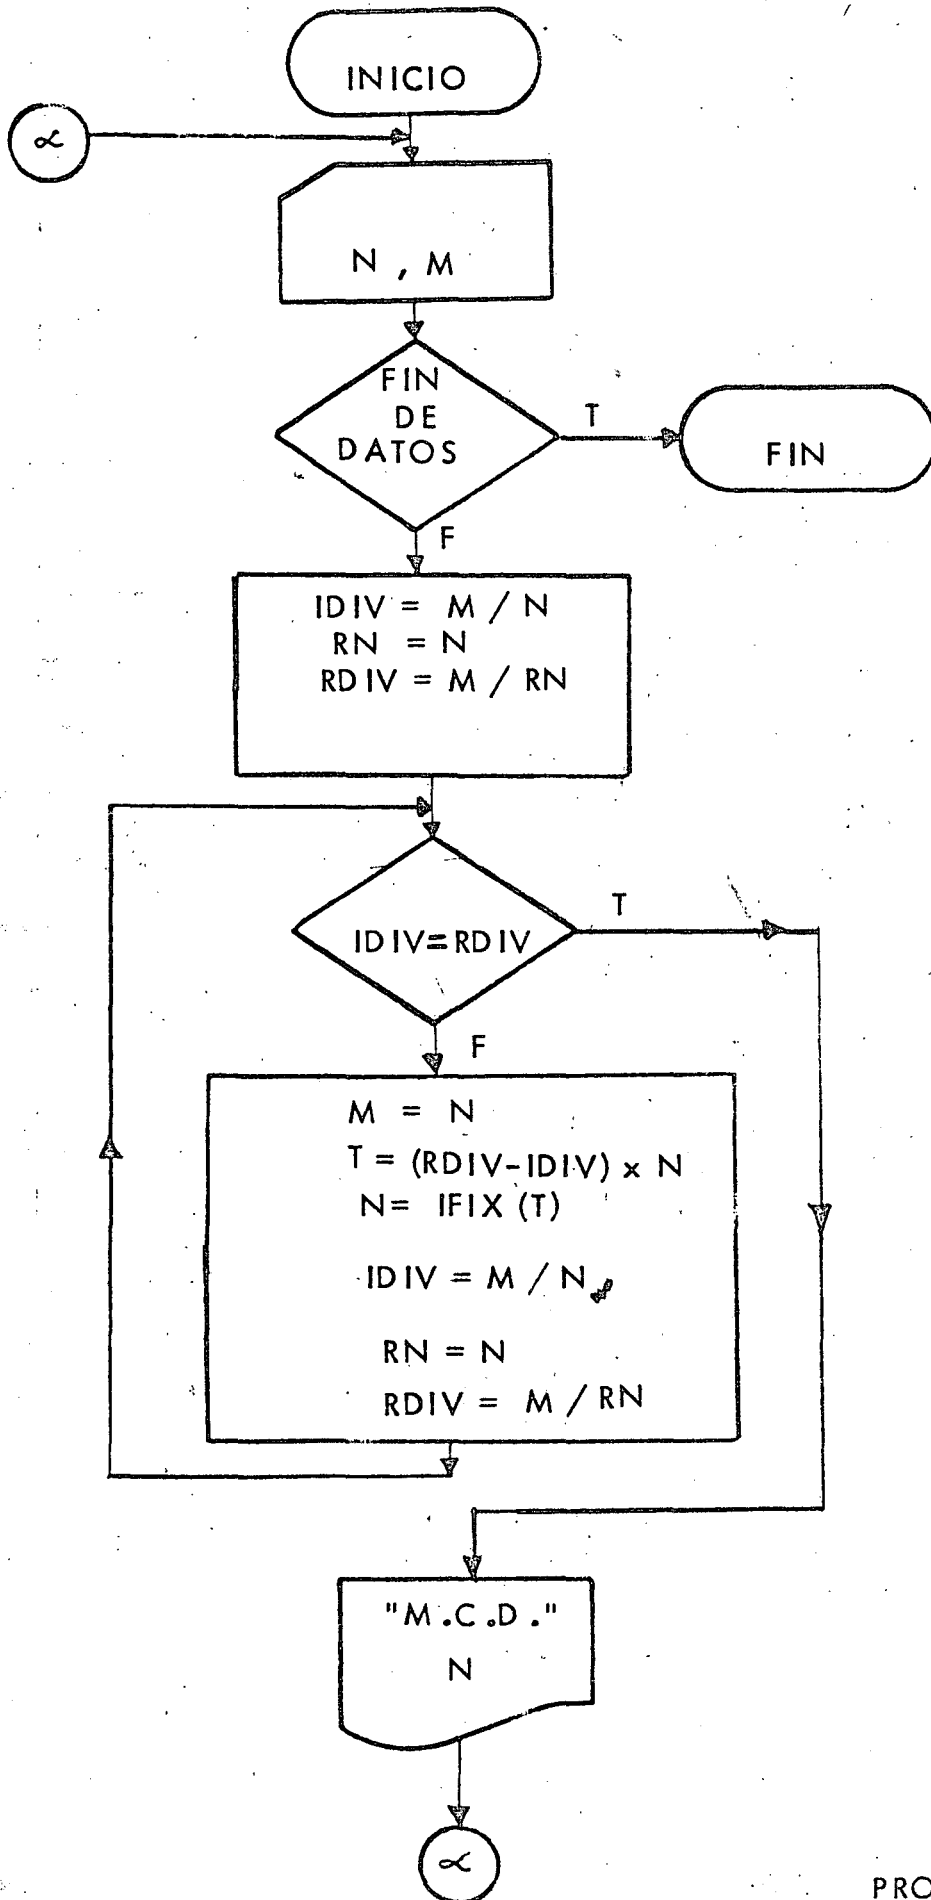 INICIO
∝
N , M
FIN
DE
DATOS
T
FIN
F
IDIV = M / N
RN = N
RDIV = M / RN
T
IDIV=RDIV
F
M = N
T = (RDIV-IDIV) x N
N= IFIX (T)
IDIV = M / N
RN = N
RDIV = M / RN
"M.C.D."
N
∝
PRO